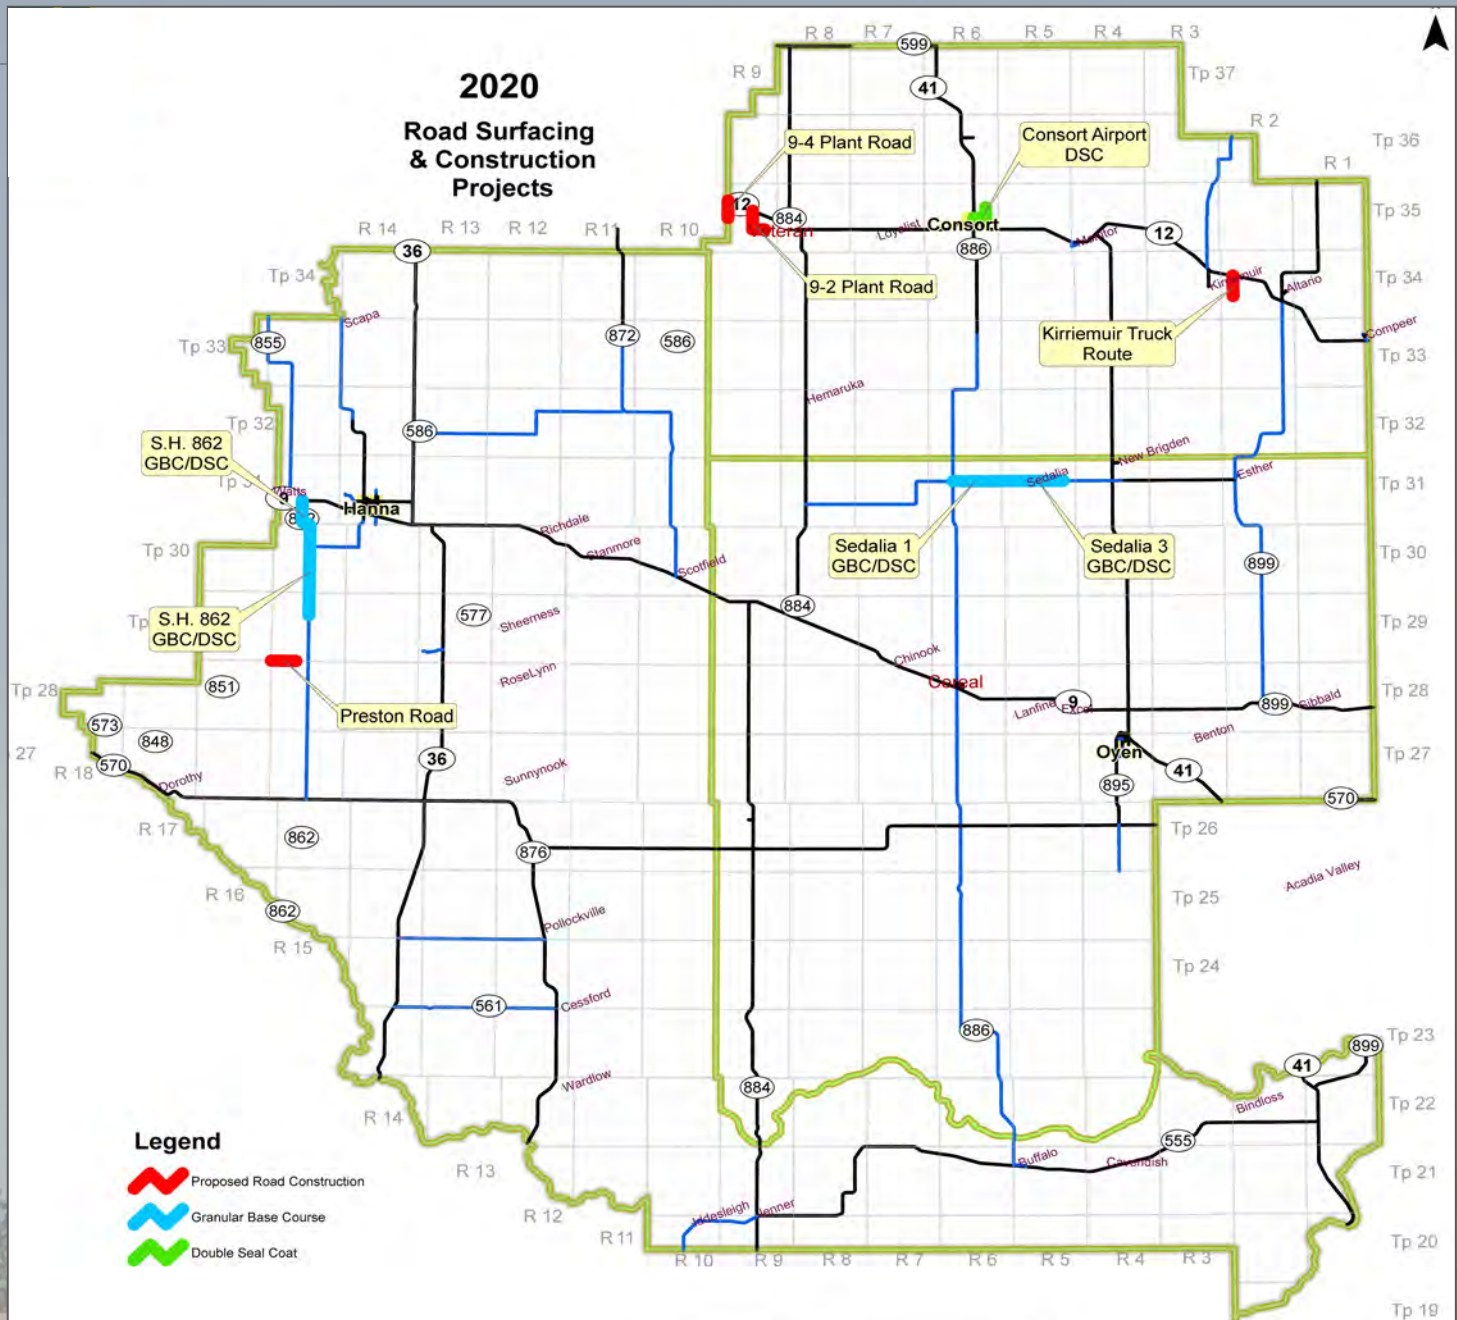 2020
Road Surfacing
& Construction
Projects
R 8
R 7
599
R 6
R 5
R 4
R 3
R 9
Tp 37
41
R 2
9-4 Plant Road
Consort Airport
DSC
Tp 36
R 1
12
884
Loyalist
Consort
Tp 35
R 14
R 13
R 12
R 11
R 10
36
886
Monitor
12
Tp 34
9-2 Plant Road
Kirriemuir
Altario
Tp 34
Scapa
Kirriemuir Truck
Route
Compeer
855
Tp 33
872
586
Tp 33
Hemaruka
Tp 32
586
Tp 32
S.H. 862
GBC/DSC
New Brigden
Watts
9
Sedalia
Esther
Tp 31
Hanna
Richdale
Tp 30
Stanmore
Sedalia 1
GBC/DSC
Sedalia 3
GBC/DSC
Tp 30
Scotfield
899
884
S.H. 862
GBC/DSC
577
Sheerness
Tp 29
Chinook
RoseLynn
Cereal
Tp 28
851
Preston Road
Lanfine
Excel
9
899
Sibbald
Tp 28
573
848
Benton
Oyen
27
R 18
570
Dorothy
36
Sunnynook
41
Tp 27
895
570
R 17
862
876
Tp 26
Acadia Valley
R 16
862
Tp 25
Pollockville
R 15
Tp 24
561
Cessford
886
Tp 23
899
41
Wardlow
884
R 14
Bindloss
Tp 22
555
Legend
Buffalo
Cavendish
R 13
Tp 21
Proposed Road Construction
Iddesleigh
Jenner
Granular Base Course
R 12
R 11
Tp 20
Double Seal Coat
R 10
R 9
R 8
R 7
R 6
R 5
R 4
R 3
Tp 19